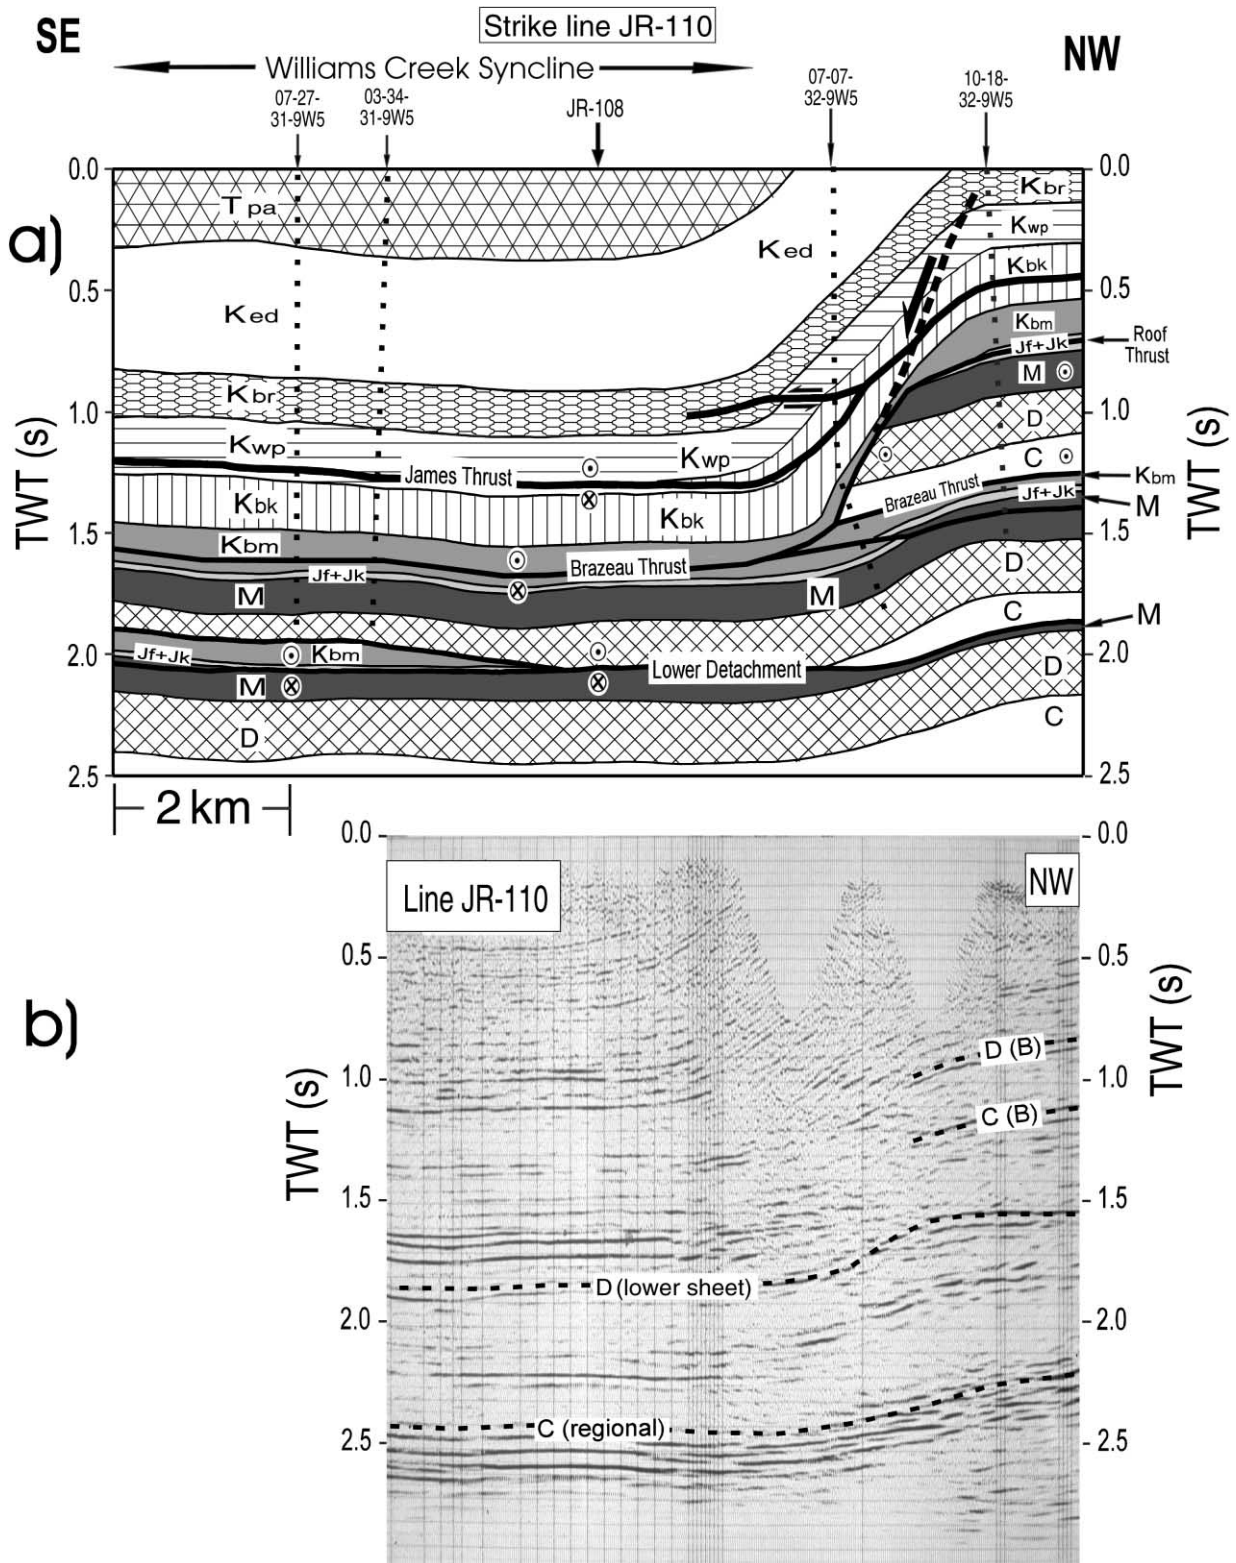 Strike line JR-110
SE
NW
Williams Creek Syncline
07-27-
31-9W5
03-34-
31-9W5
JR-108
07-07-
32-9W5
10-18-
32-9W5
a)
0.0
0.5
1.0
1.5
2.0
2.5
TWT (s)
0.0
0.5
1.0
1.5
2.0
2.5
TWT (s)
Tpa
Ked
Ked
Kbr
Kbr
Kwp
Kwp
Kwp
James Thrust
Kbk
Kbk
Kbk
Kbm
Kbm
Roof
Thrust
Jf+Jk
M
D
C
Brazeau Thrust
Kbm
Jf+Jk
M
Brazeau Thrust
Jf+Jk
M
M
D
C
M
Kbm
Jf+Jk
Lower Detachment
M
D
D
C
2 km
b)
0.0
0.5
1.0
1.5
2.0
2.5
TWT (s)
0.0
0.5
1.0
1.5
2.0
2.5
TWT (s)
Line JR-110
NW
D (B)
C (B)
D (lower sheet)
C (regional)